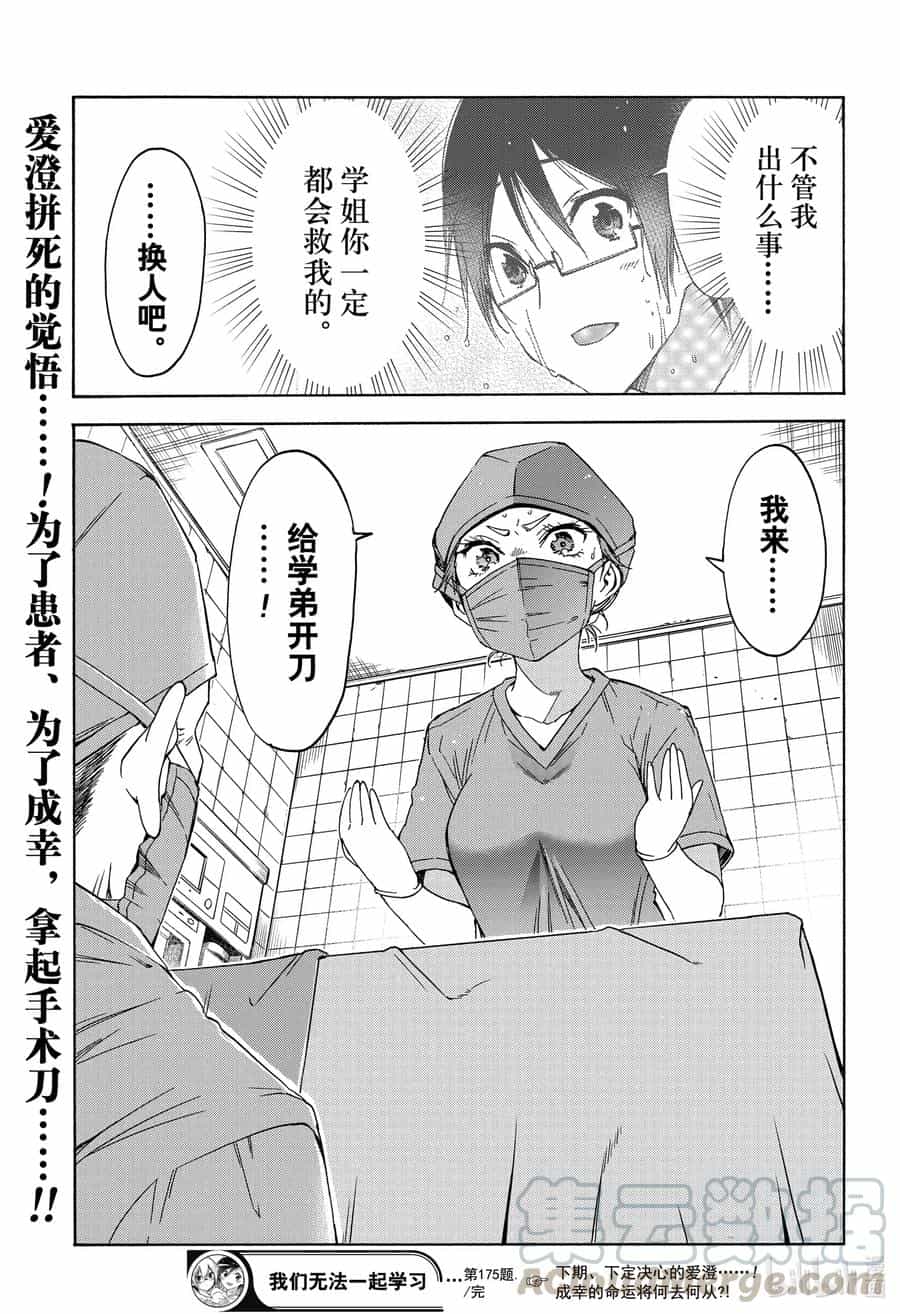 不管我
出什么事……
学姐你一定
都会救我的。
……换人吧。
我来……
给学弟开刀
……！
爱澄拼死的觉悟……！为了患者、为了成幸，拿起手术刀……！！
我们无法一起学习
…第175题.
/完
☞ 下期、下定决心的爱澄……！
成幸的命运将何去何从?!
集云数据